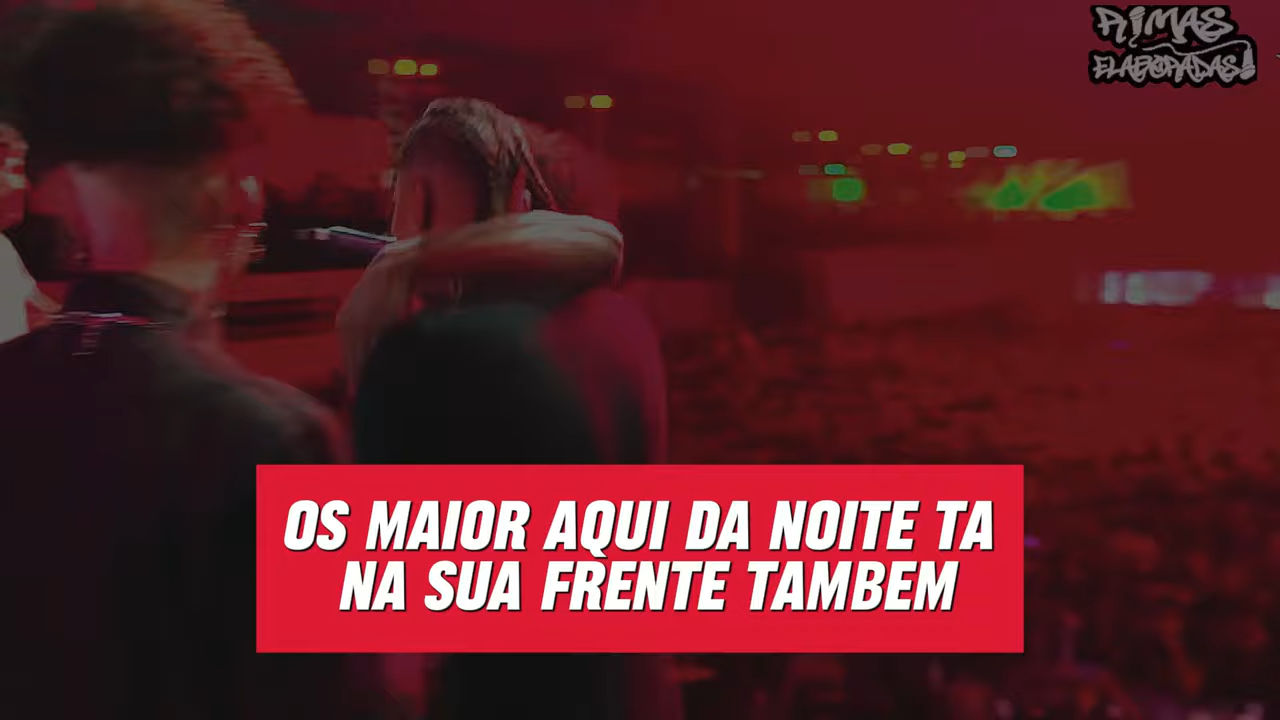 RIMAS
ELABORADAS
OS MAIOR AQUI DA NOITE TA
NA SUA FRENTE TAMBEM